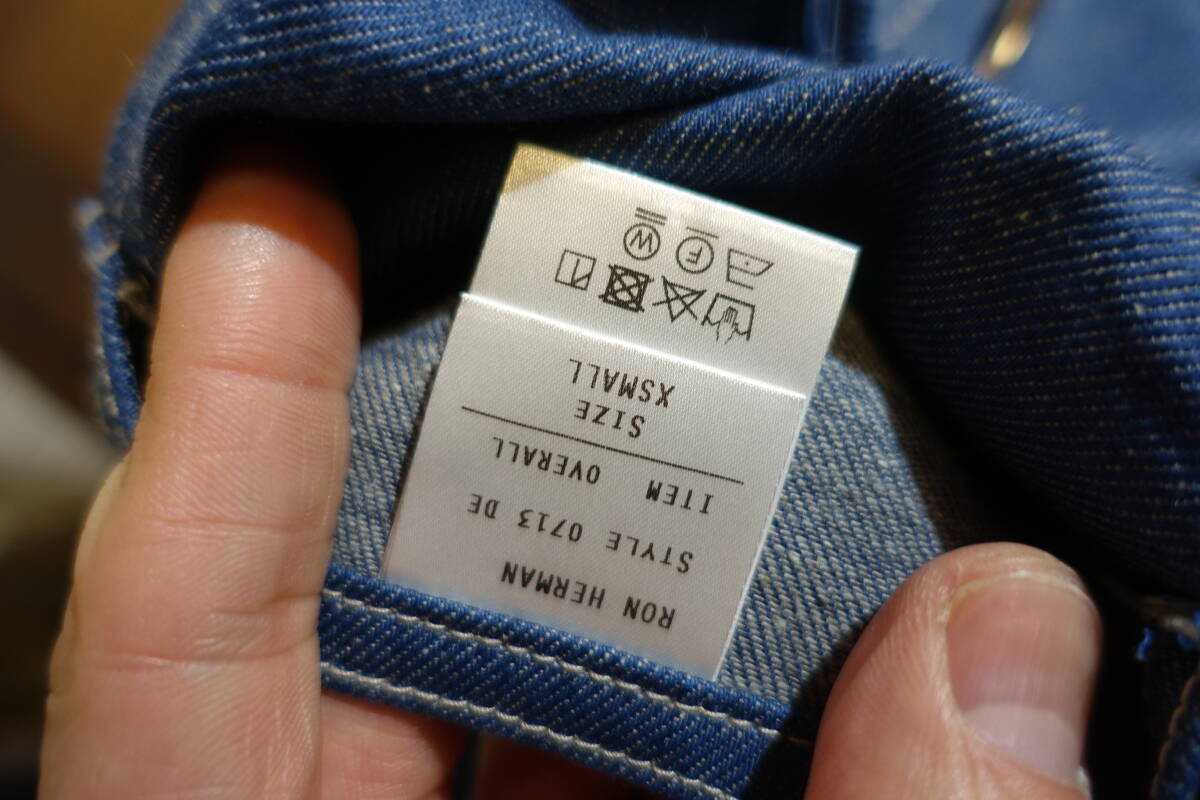 RON HERMAN
STYLE 0713 DE
ITEM OVERALL
SIZE
XSMALL
F
W